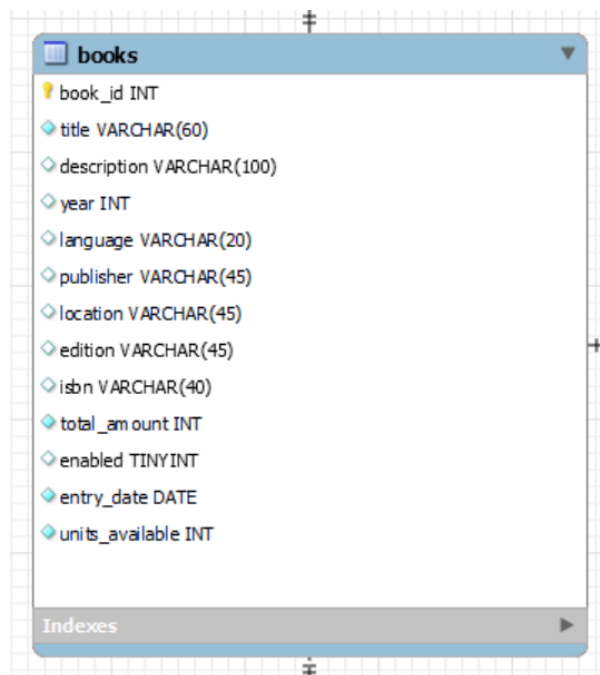 books
book_id INT
title VARCHAR(60)
description VARCHAR(100)
year INT
language VARCHAR(20)
publisher VARCHAR(45)
location VARCHAR(45)
edition VARCHAR(45)
isbn VARCHAR(40)
total_amount INT
enabled TINYINT
entry_date DATE
units_available INT
Indexes